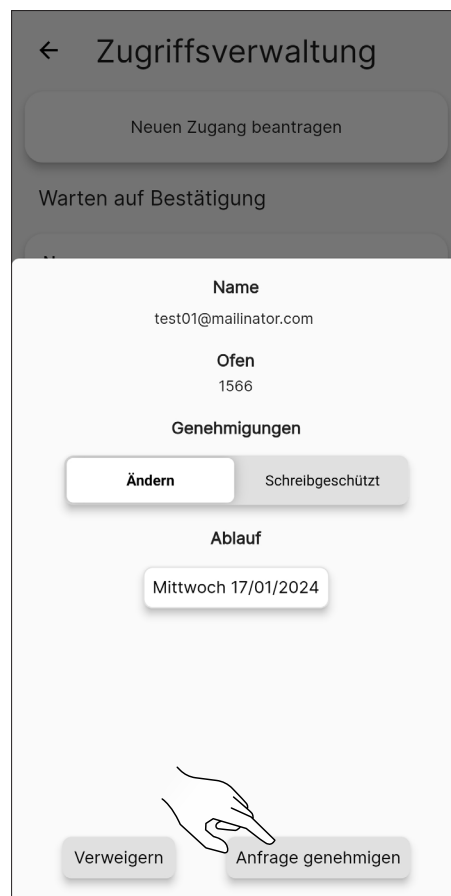 Zugriffsverwaltung
Neuen Zugang beantragen
Warten auf Bestätigung
Name
test01@mailinator.com
Ofen
1566
Genehmigungen
Ändern Schreibgeschützt
Ablauf
Mittwoch 17/01/2024
Verweigern Anfrage genehmigen